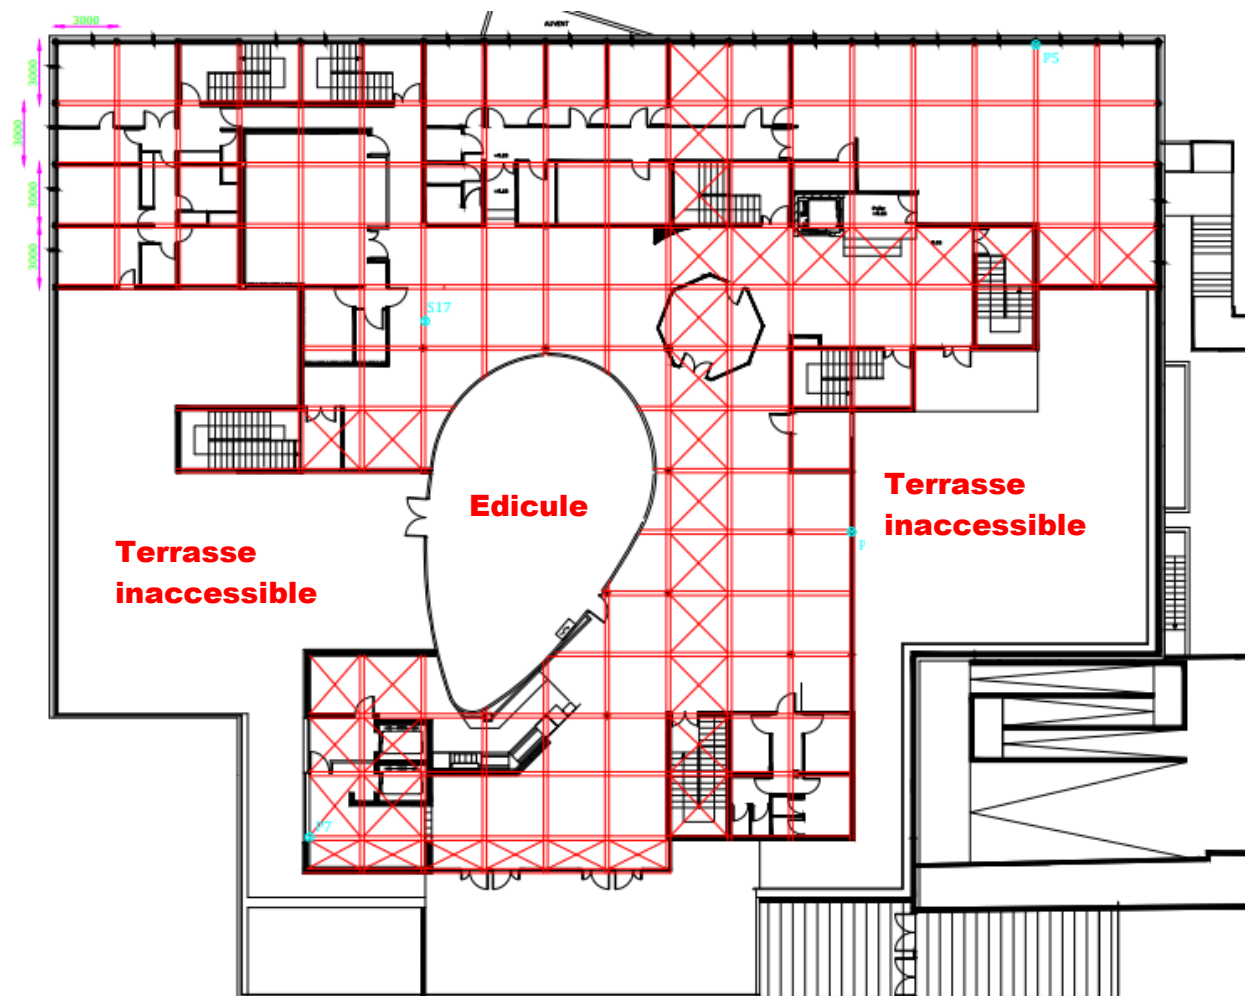 3000
AUVENT
P5
3000
3000
3000
3000
S17
Terrasse
inaccessible
Edicule
Terrasse
inaccessible
P
P7